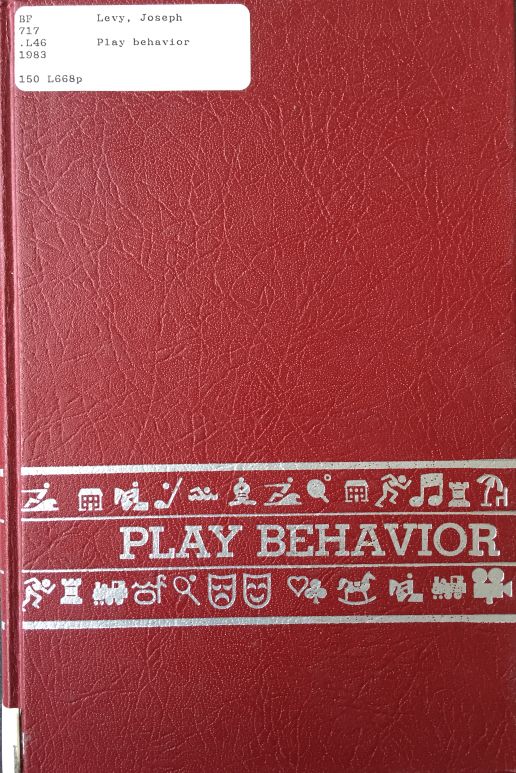 BF Levy, Joseph
717
.L46 Play behavior
1983
150 L668p
PLAY BEHAVIOR